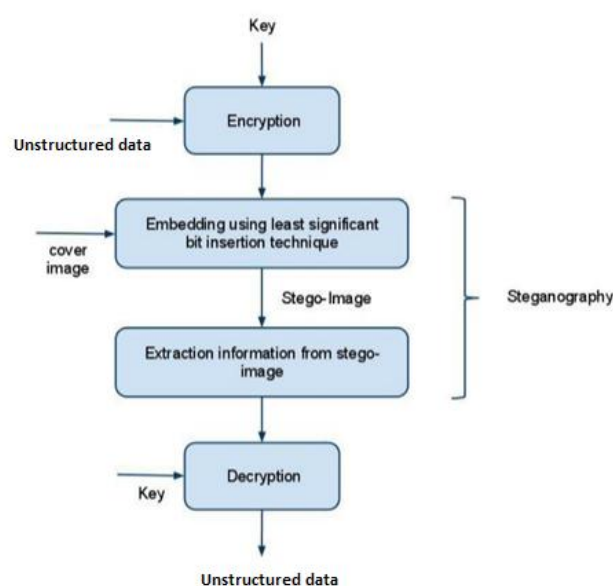 Key
Encryption
Unstructured data
Embedding using least significant
bit insertion technique
cover
image
Stego-Image
Steganography
Extraction information from stego-
image
Decryption
Key
Unstructured data